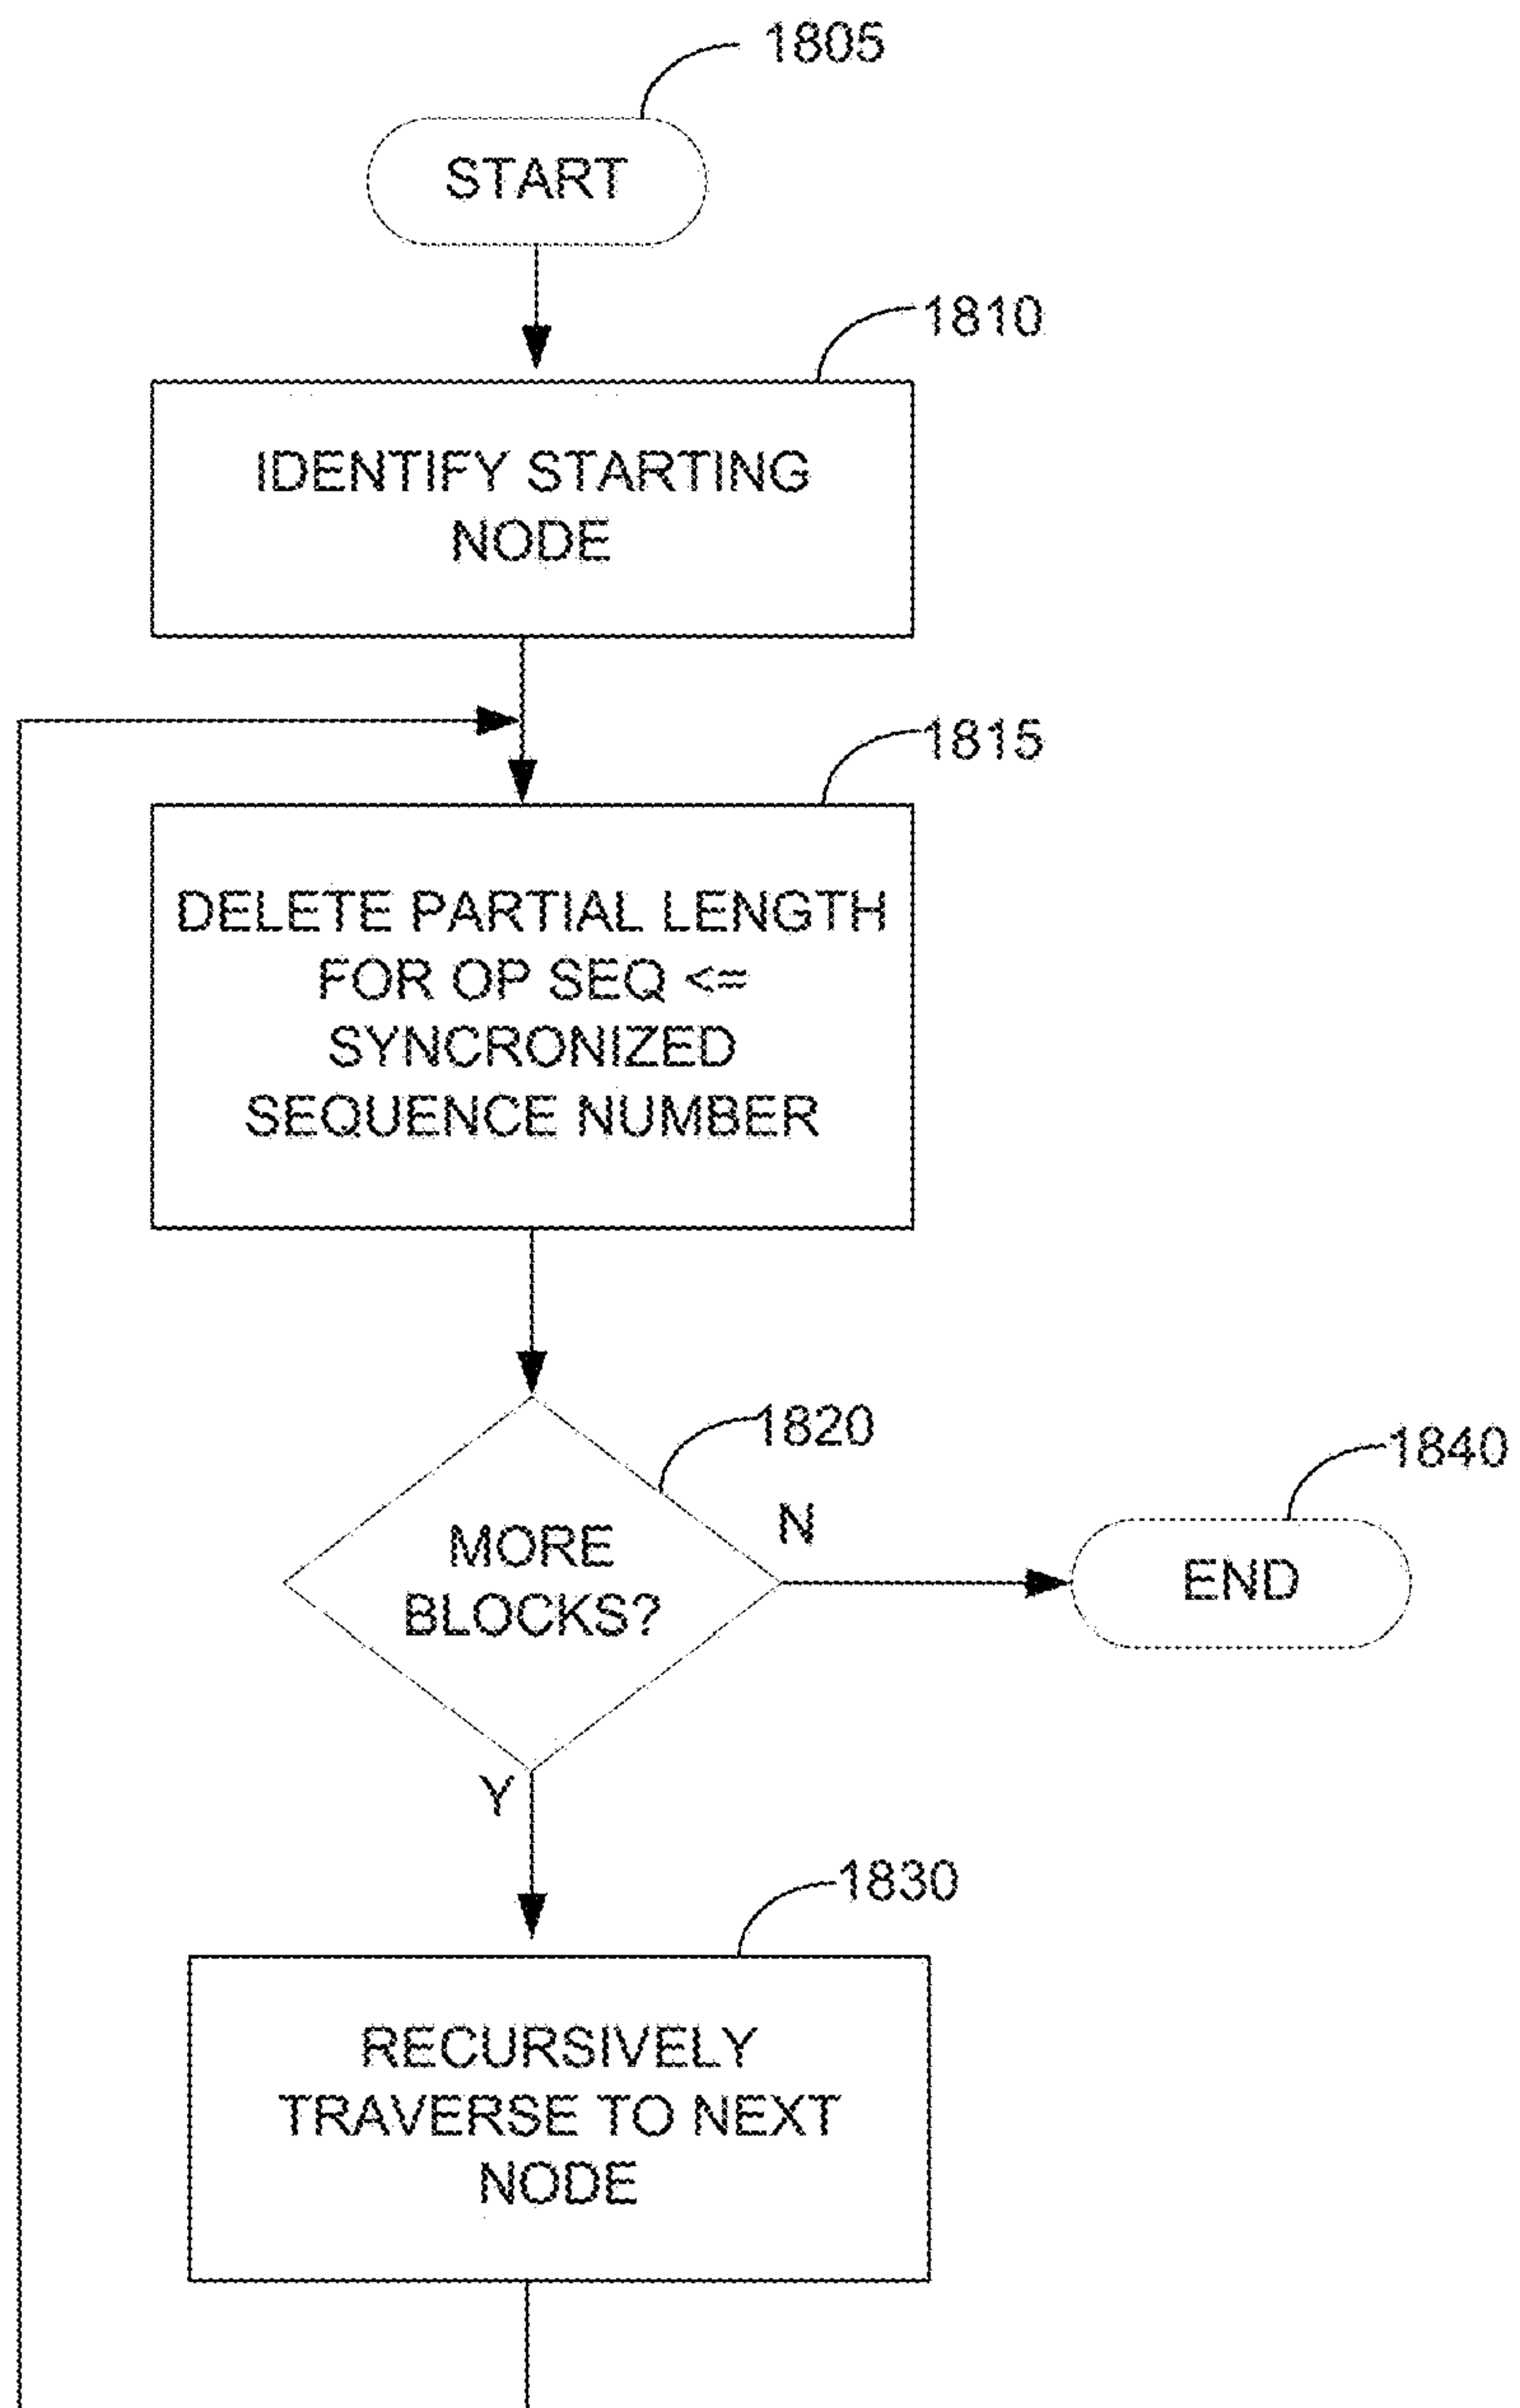 1805
START
1810
IDENTIFY STARTING
NODE
1815
DELETE PARTIAL LENGTH
FOR OP SEQ <=
SYNCRONIZED
SEQUENCE NUMBER
1820
MORE
BLOCKS?
N
1840
END
Y
1830
RECURSIVELY
TRAVERSE TO NEXT
NODE